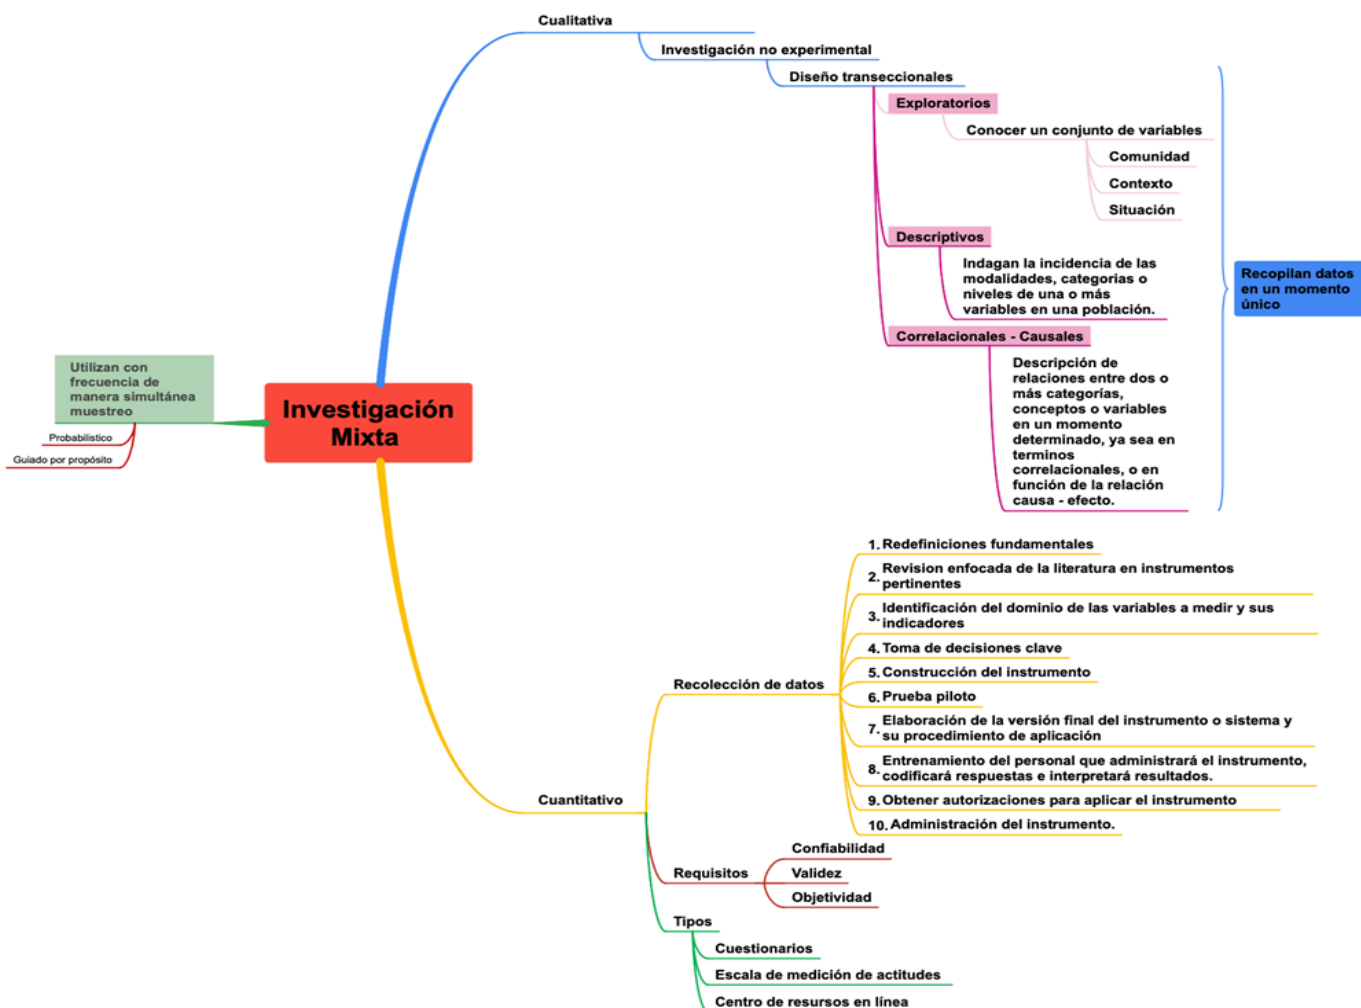 Cualitativa
Investigación no experimental
Diseño transeccionales
Exploratorios
Conocer un conjunto de variables
Comunidad
Contexto
Situación
Descriptivos
Indagan la incidencia de las
modalidades, categorias o
niveles de una o más
variables en una población.
Correlacionales - Causales
Descripción de
relaciones entre dos o
más categorías,
conceptos o variables
en un momento
determinado, ya sea en
terminos
correlacionales, o en
función de la relación
causa - efecto.
Recopilan datos
en un momento
único
Utilizan con
frecuencia de
manera simultánea
muestreo
Probabilístico
Guiado por propósito
Investigación
Mixta
Cuantitativo
Recolección de datos
1. Redefiniciones fundamentales
2. Revision enfocada de la literatura en instrumentos
pertinentes
3. Identificación del dominio de las variables a medir y sus
indicadores
4. Toma de decisiones clave
5. Construcción del instrumento
6. Prueba piloto
7. Elaboración de la versión final del instrumento o sistema y
su procedimiento de aplicación
8. Entrenamiento del personal que administrará el instrumento,
codificará respuestas e interpretará resultados.
9. Obtener autorizaciones para aplicar el instrumento
10. Administración del instrumento.
Requisitos
Confiabilidad
Validez
Objetividad
Tipos
Cuestionarios
Escala de medición de actitudes
Centro de resursos en línea